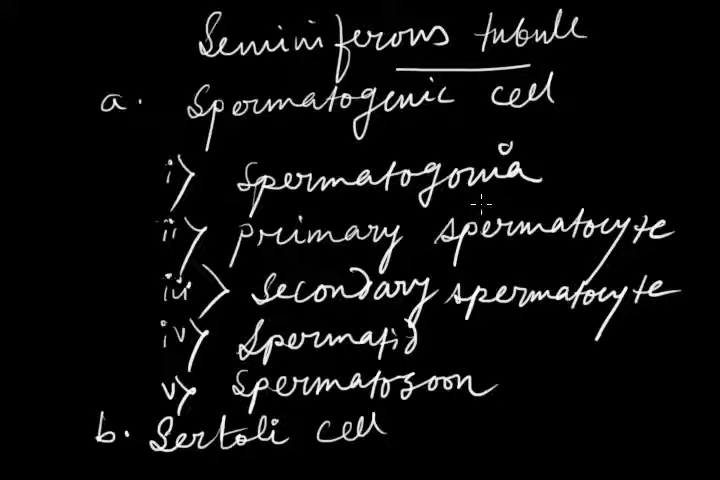 Seminiferous tubule
a. Spermatogenic cell
i) Spermatogonia
ii) primary spermatocyte
iii) Secondary spermatocyte
iv) Spermatid
v) Spermatozoon
b. Sertoli cell